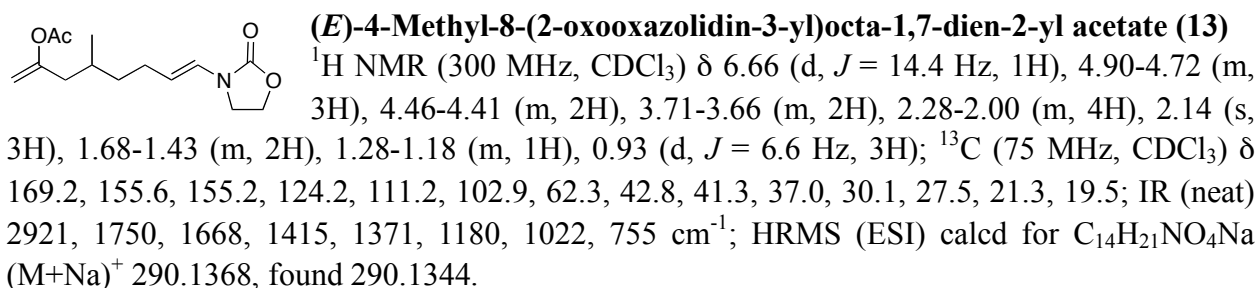 OAc
O
N
O
(E)-4-Methyl-8-(2-oxooxazolidin-3-yl)octa-1,7-dien-2-yl acetate (13)
¹H NMR (300 MHz, CDCl₃) δ 6.66 (d, J = 14.4 Hz, 1H), 4.90-4.72 (m,
3H), 4.46-4.41 (m, 2H), 3.71-3.66 (m, 2H), 2.28-2.00 (m, 4H), 2.14 (s,
3H), 1.68-1.43 (m, 2H), 1.28-1.18 (m, 1H), 0.93 (d, J = 6.6 Hz, 3H); ¹³C (75 MHz, CDCl₃) δ
169.2, 155.6, 155.2, 124.2, 111.2, 102.9, 62.3, 42.8, 41.3, 37.0, 30.1, 27.5, 21.3, 19.5; IR (neat)
2921, 1750, 1668, 1415, 1371, 1180, 1022, 755 cm⁻¹; HRMS (ESI) calcd for C₁₄H₂₁NO₄Na
(M+Na)⁺ 290.1368, found 290.1344.